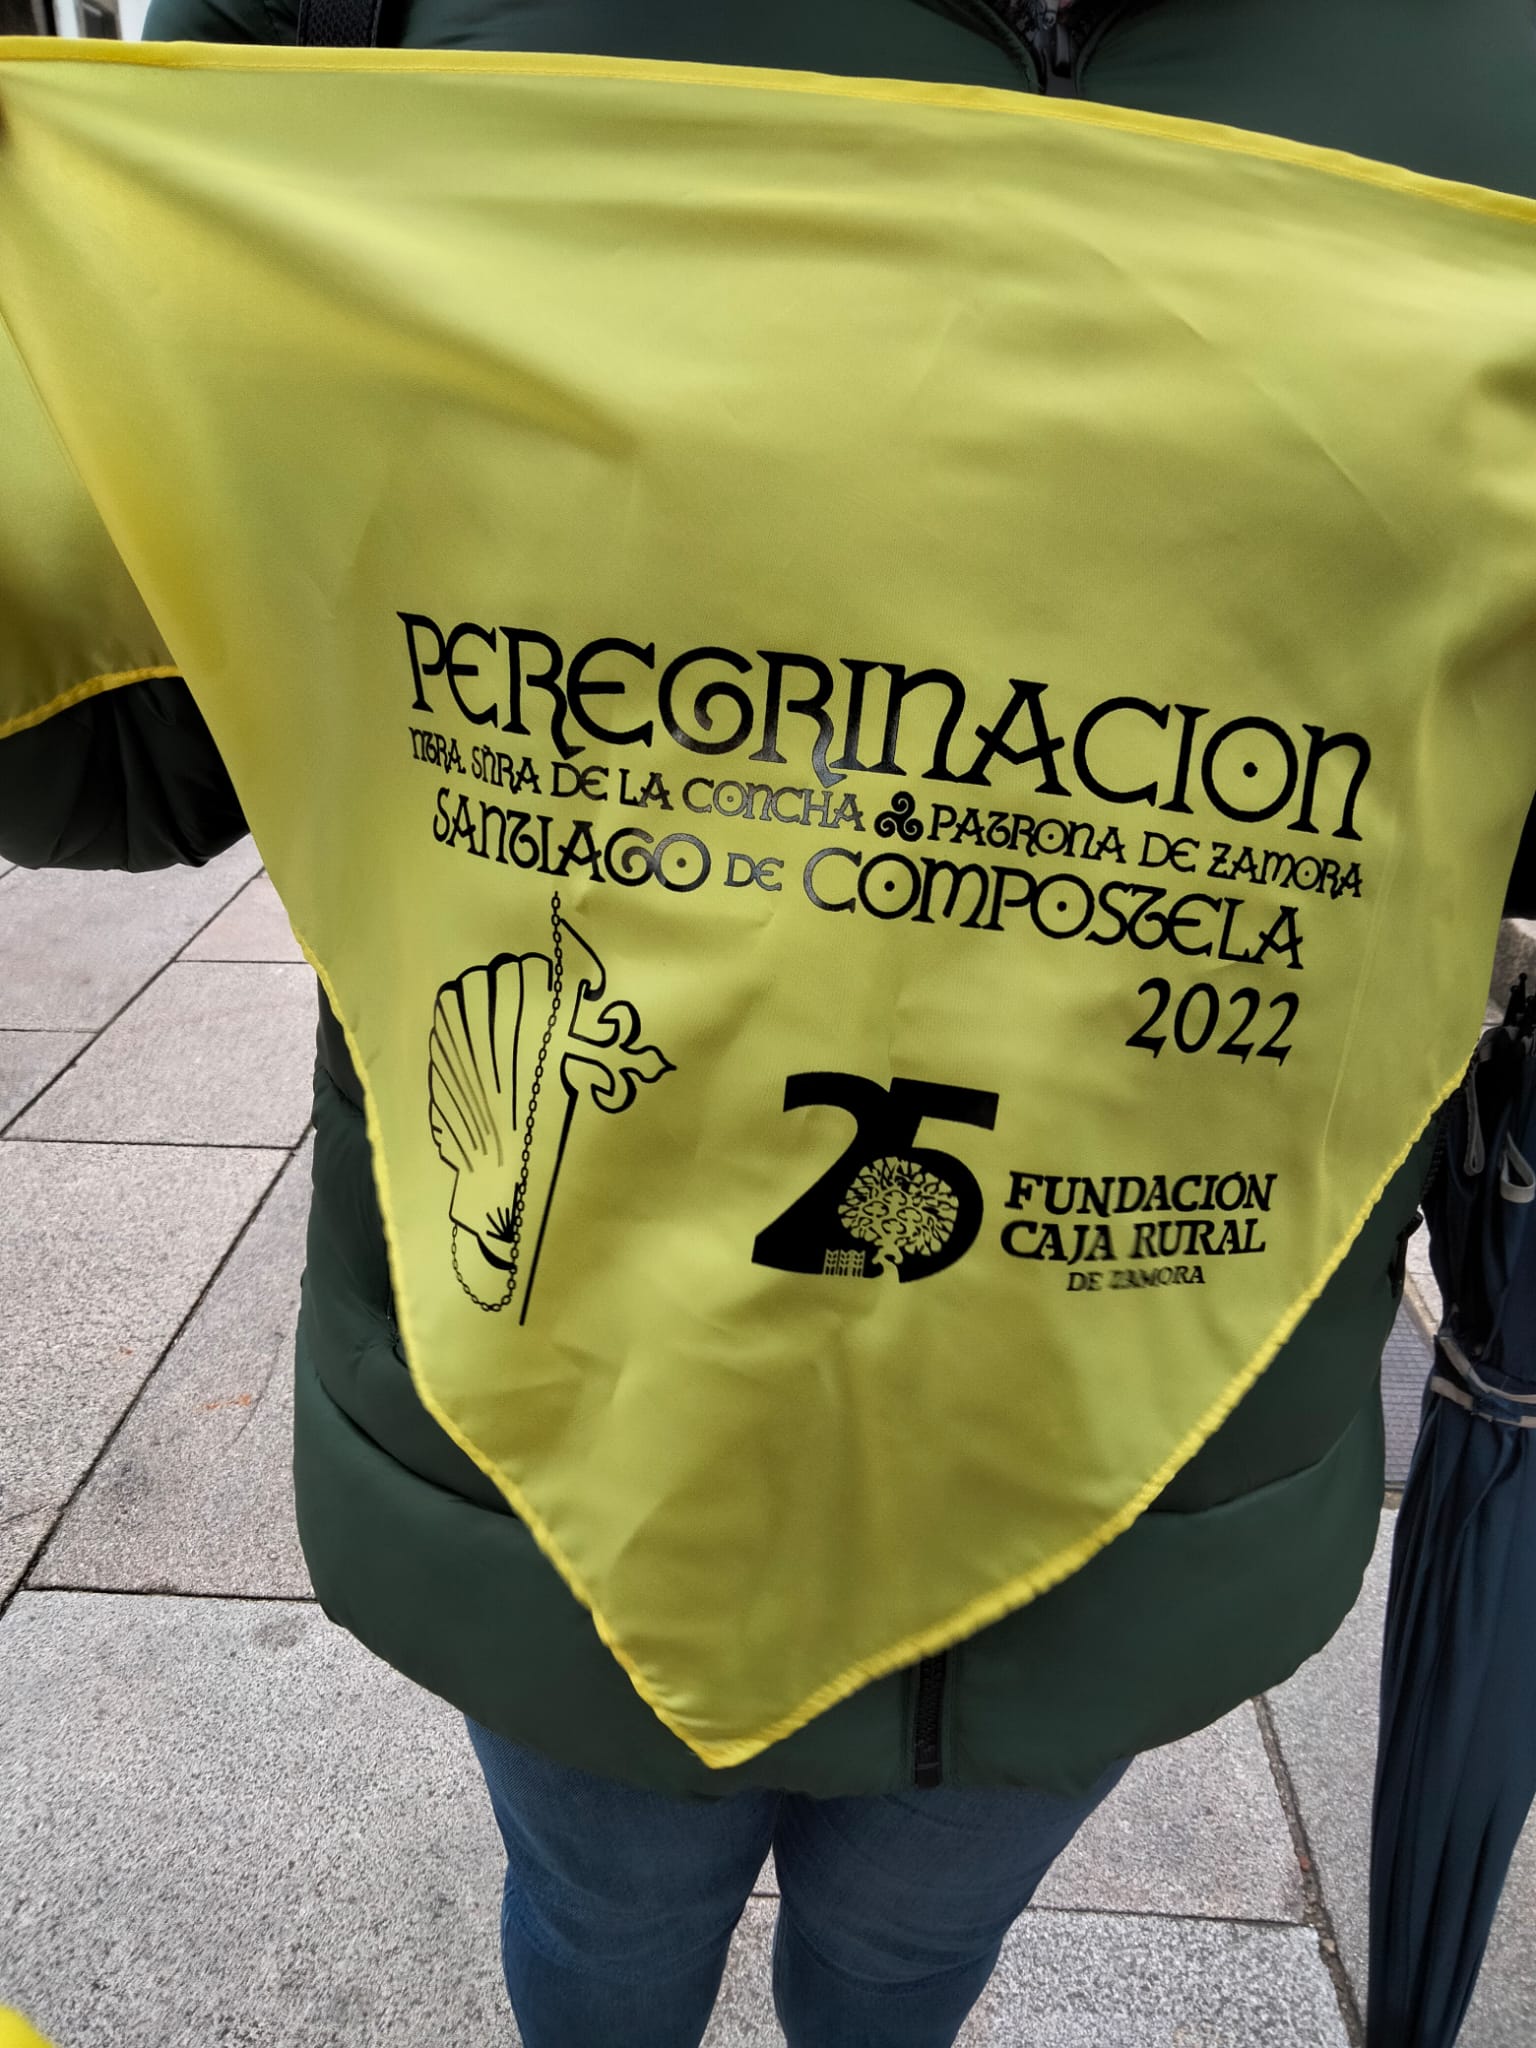 PEREGRINACION
NTRA SÑRA DE LA CONCHA PATRONA DE ZAMORA
SANTIAGO DE COMPOSTELA
2022
25
FUNDACIÓN
CAJA RURAL
DE ZAMORA